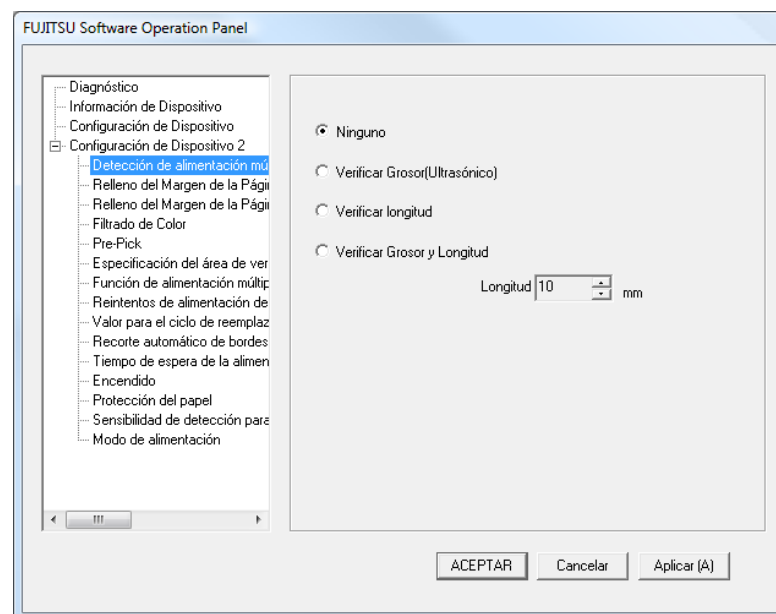 FUJITSU Software Operation Panel
Diagnóstico
Información de Dispositivo
Configuración de Dispositivo
Configuración de Dispositivo 2
Detección de alimentación mú
Relleno del Margen de la Pági
Relleno del Margen de la Pági
Filtrado de Color
Pre-Pick
Especificación del área de ver
Función de alimentación múltip
Reintentos de alimentación de
Valor para el ciclo de reemplaz
Recorte automático de bordes
Tiempo de espera de la alimen
Encendido
Protección del papel
Sensibilidad de detección para
Modo de alimentación
Ninguno
Verificar Grosor(Ultrasónico)
Verificar longitud
Verificar Grosor y Longitud
Longitud 10 mm
ACEPTAR Cancelar Aplicar (A)